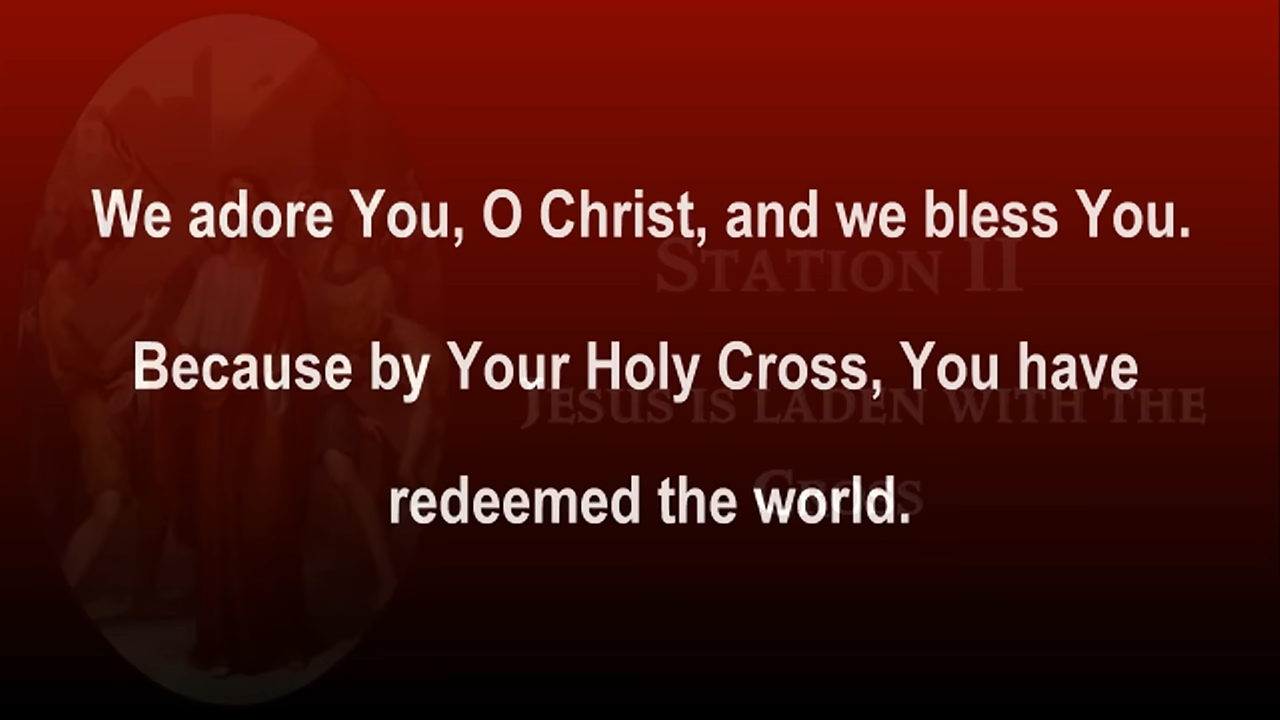 We adore You, O Christ, and we bless You.
Station II
Because by Your Holy Cross, You have
Jesus is laden with the
redeemed the world.
Cross